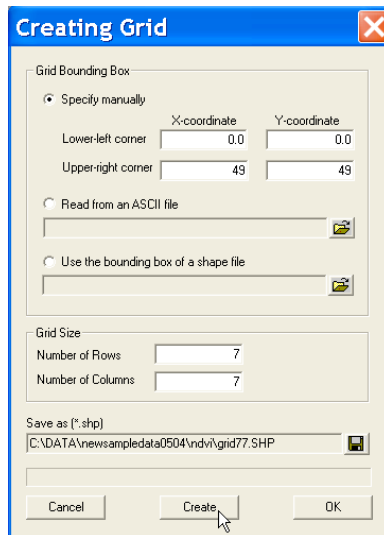 Creating Grid
Grid Bounding Box
Specify manually
X-coordinate Y-coordinate
Lower-left corner 0.0 0.0
Upper-right corner 49 49
Read from an ASCII file
Use the bounding box of a shape file
Grid Size
Number of Rows 7
Number of Columns 7
Save as (*.shp)
C:\DATA\newsampledata0504\ndvi\grid77.SHP
Cancel Create OK